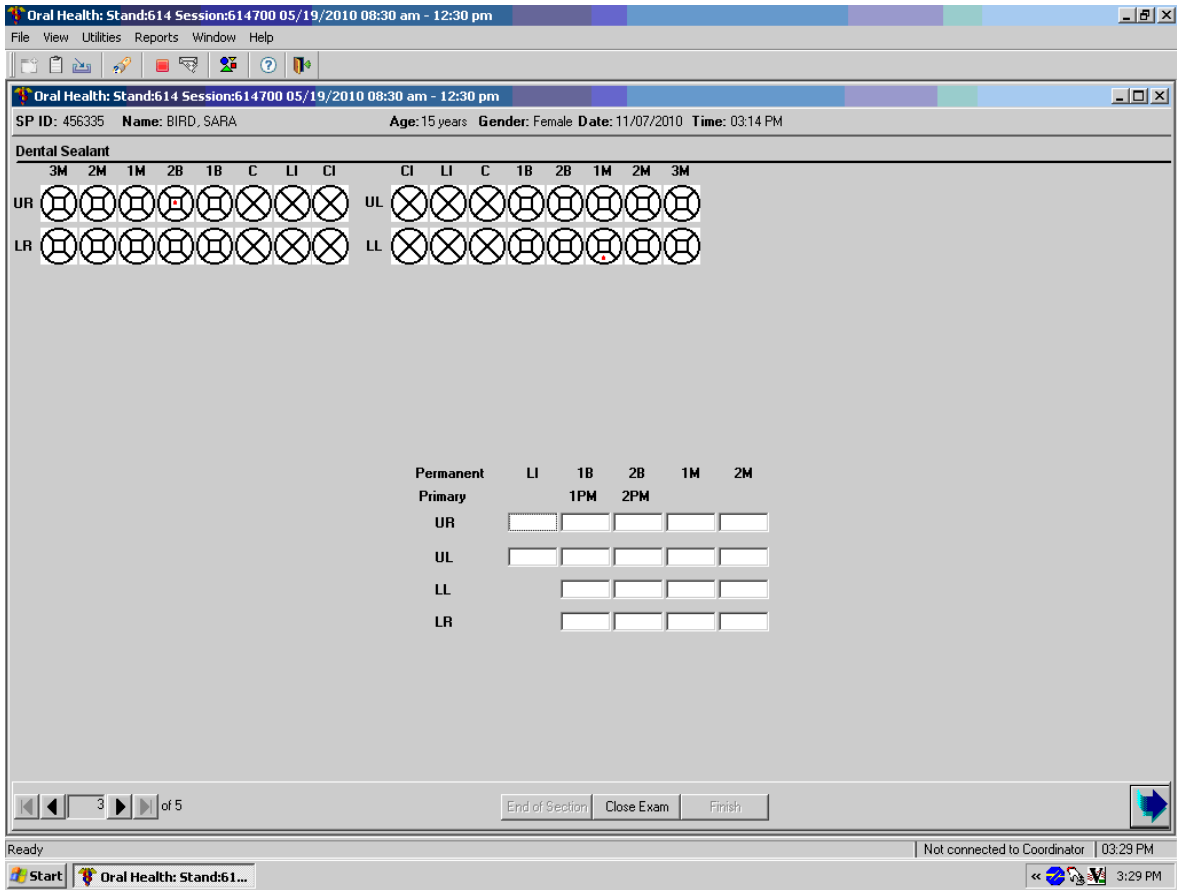 Oral Health: Stand:614 Session:614700 05/19/2010 08:30 am - 12:30 pm
File View Utilities Reports Window Help
Oral Health: Stand:614 Session:614700 05/19/2010 08:30 am - 12:30 pm
SP ID: 456335 Name: BIRD, SARA Age: 15 years Gender: Female Date: 11/07/2010 Time: 03:14 PM
Dental Sealant
3M 2M 1M 2B 1B C LI CI CI LI C 1B 2B 1M 2M 3M
UR UL
LR LL
Permanent LI 1B 2B 1M 2M
Primary 1PM 2PM
UR
UL
LL
LR
3 of 5 End of Section Close Exam Finish
Ready Not connected to Coordinator 03:29 PM
Start Oral Health: Stand:61... « 3:29 PM